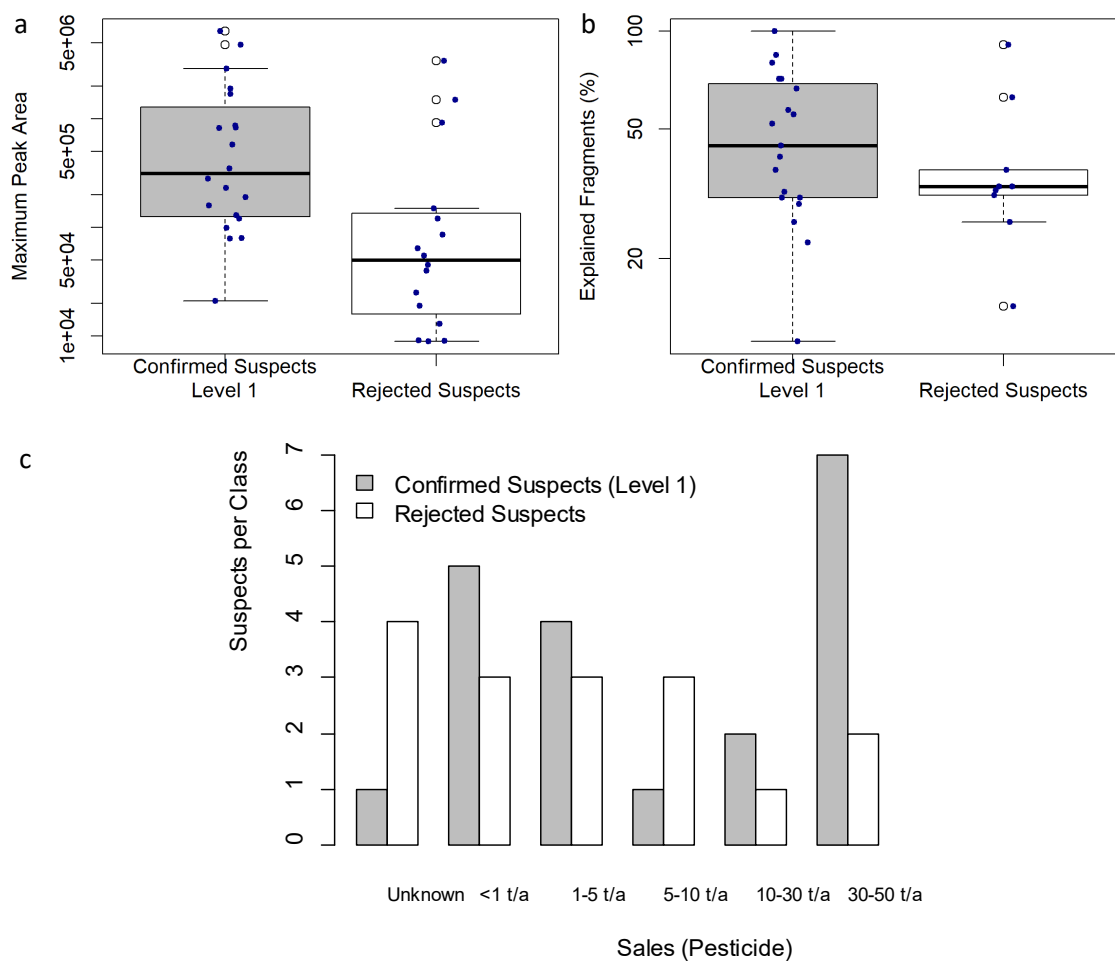 a
Maximum Peak Area
5e+06
5e+05
5e+04
1e+04
Confirmed Suspects
Level 1
Rejected Suspects
b
Explained Fragments (%)
100
50
20
Confirmed Suspects
Level 1
Rejected Suspects
c
Suspects per Class
7
6
5
4
3
2
1
0
Confirmed Suspects (Level 1)
Rejected Suspects
Unknown <1 t/a 1-5 t/a 5-10 t/a 10-30 t/a 30-50 t/a
Sales (Pesticide)